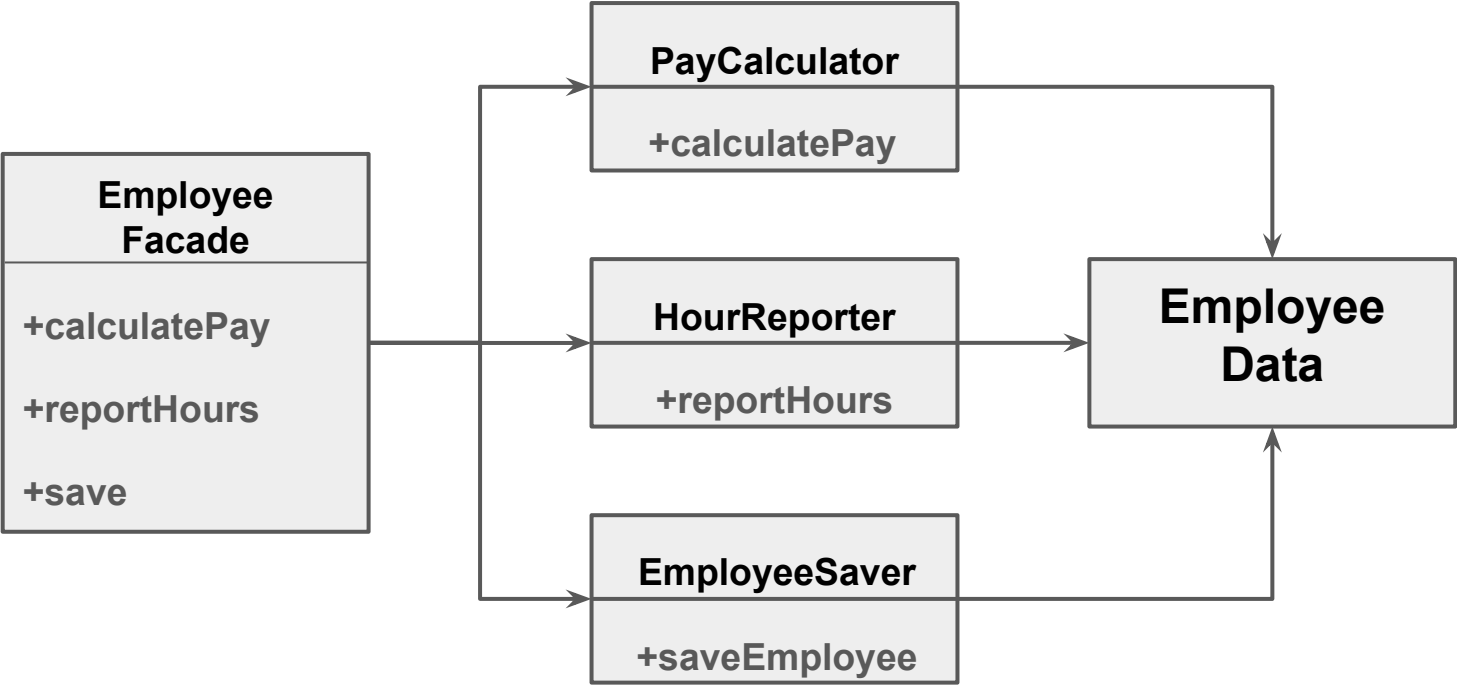 Employee
Facade
+calculatePay
+reportHours
+save
PayCalculator
+calculatePay
HourReporter
+reportHours
EmployeeSaver
+saveEmployee
Employee
Data